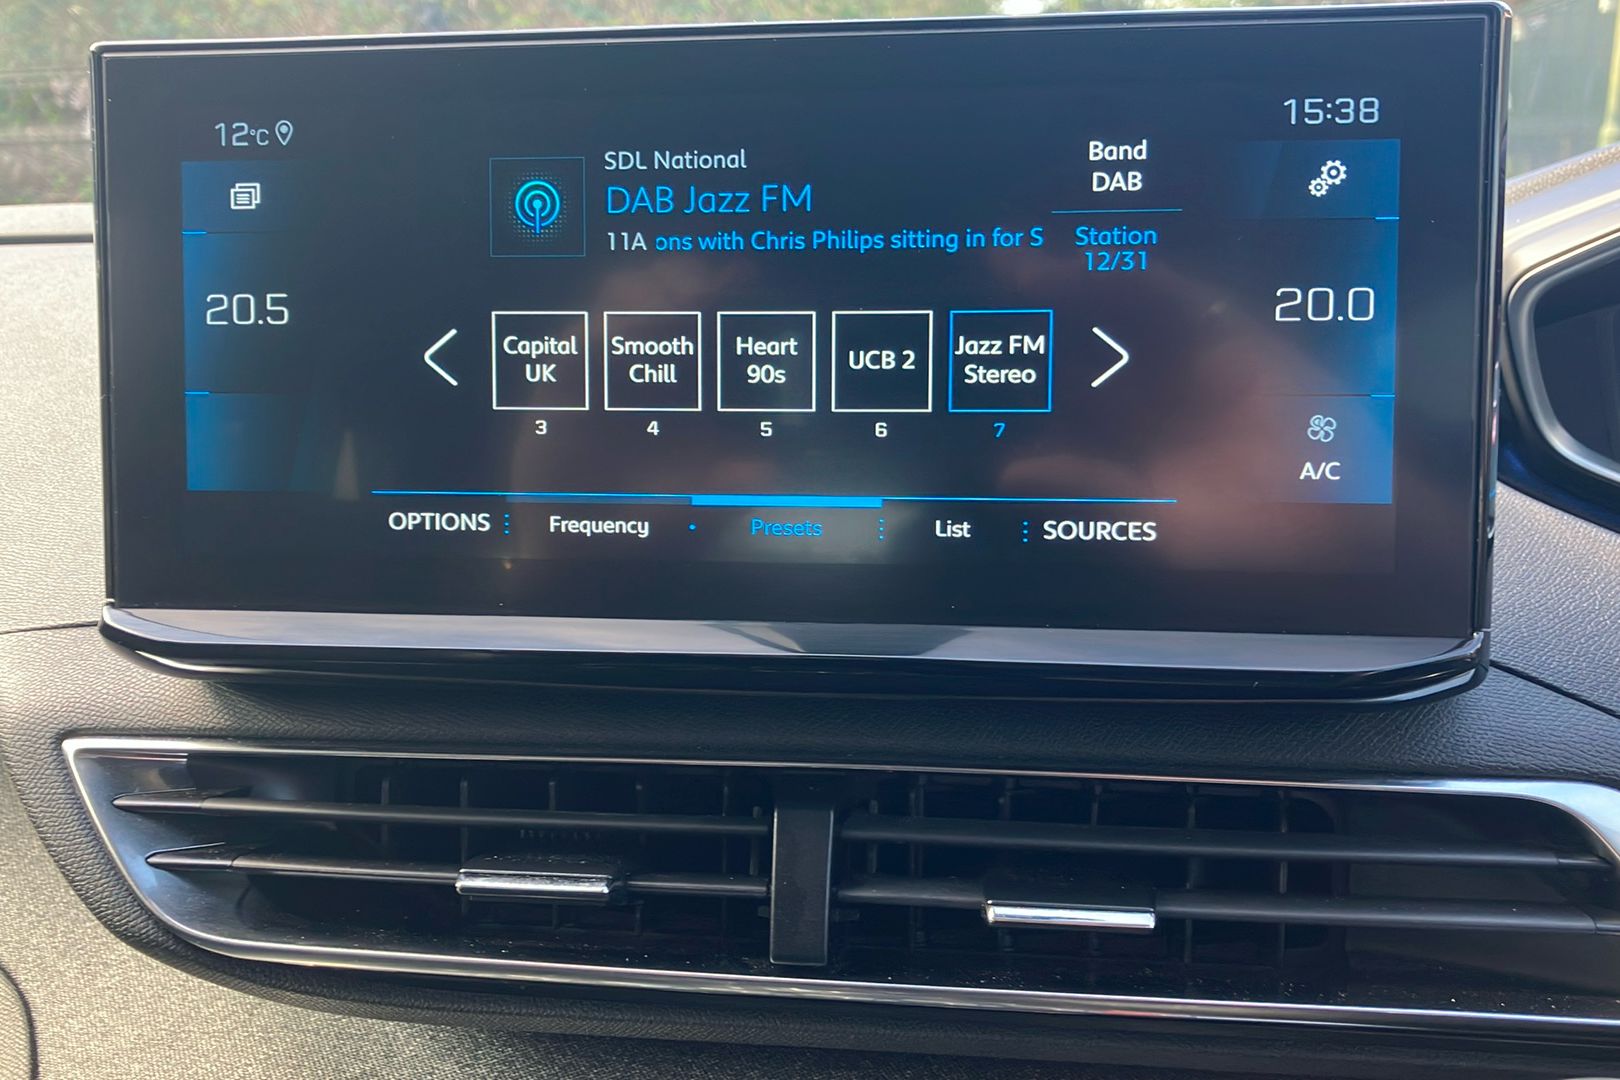 12°C
15:38
SDL National
DAB Jazz FM
11A ons with Chris Philips sitting in for S
Band
DAB
Station
12/31
20.5
20.0
Capital
UK
3
Smooth
Chill
4
Heart
90s
5
UCB 2
6
Jazz FM
Stereo
7
A/C
OPTIONS
Frequency
Presets
List
SOURCES